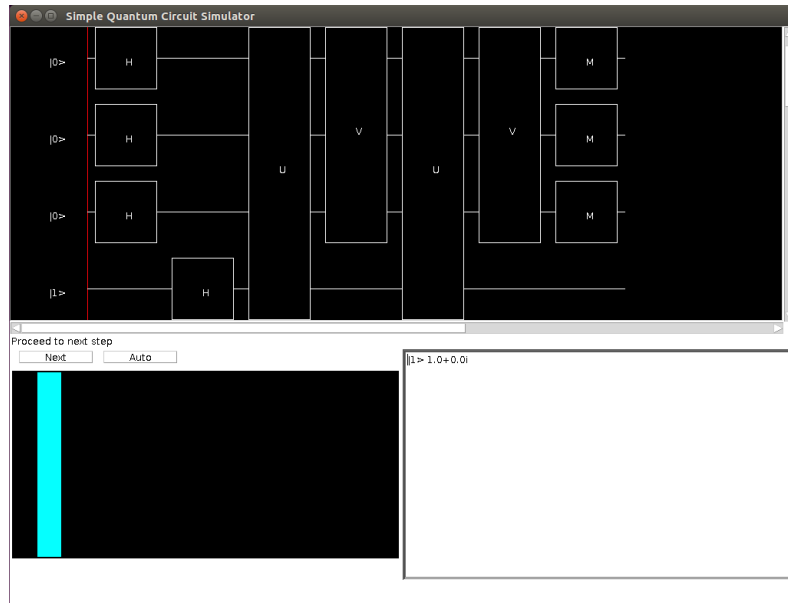 Simple Quantum Circuit Simulator
|0> H M
|0> V V M
U U
|0> H M
|1> H
Proceed to next step
Next Auto
|1> 1.0+0.0i